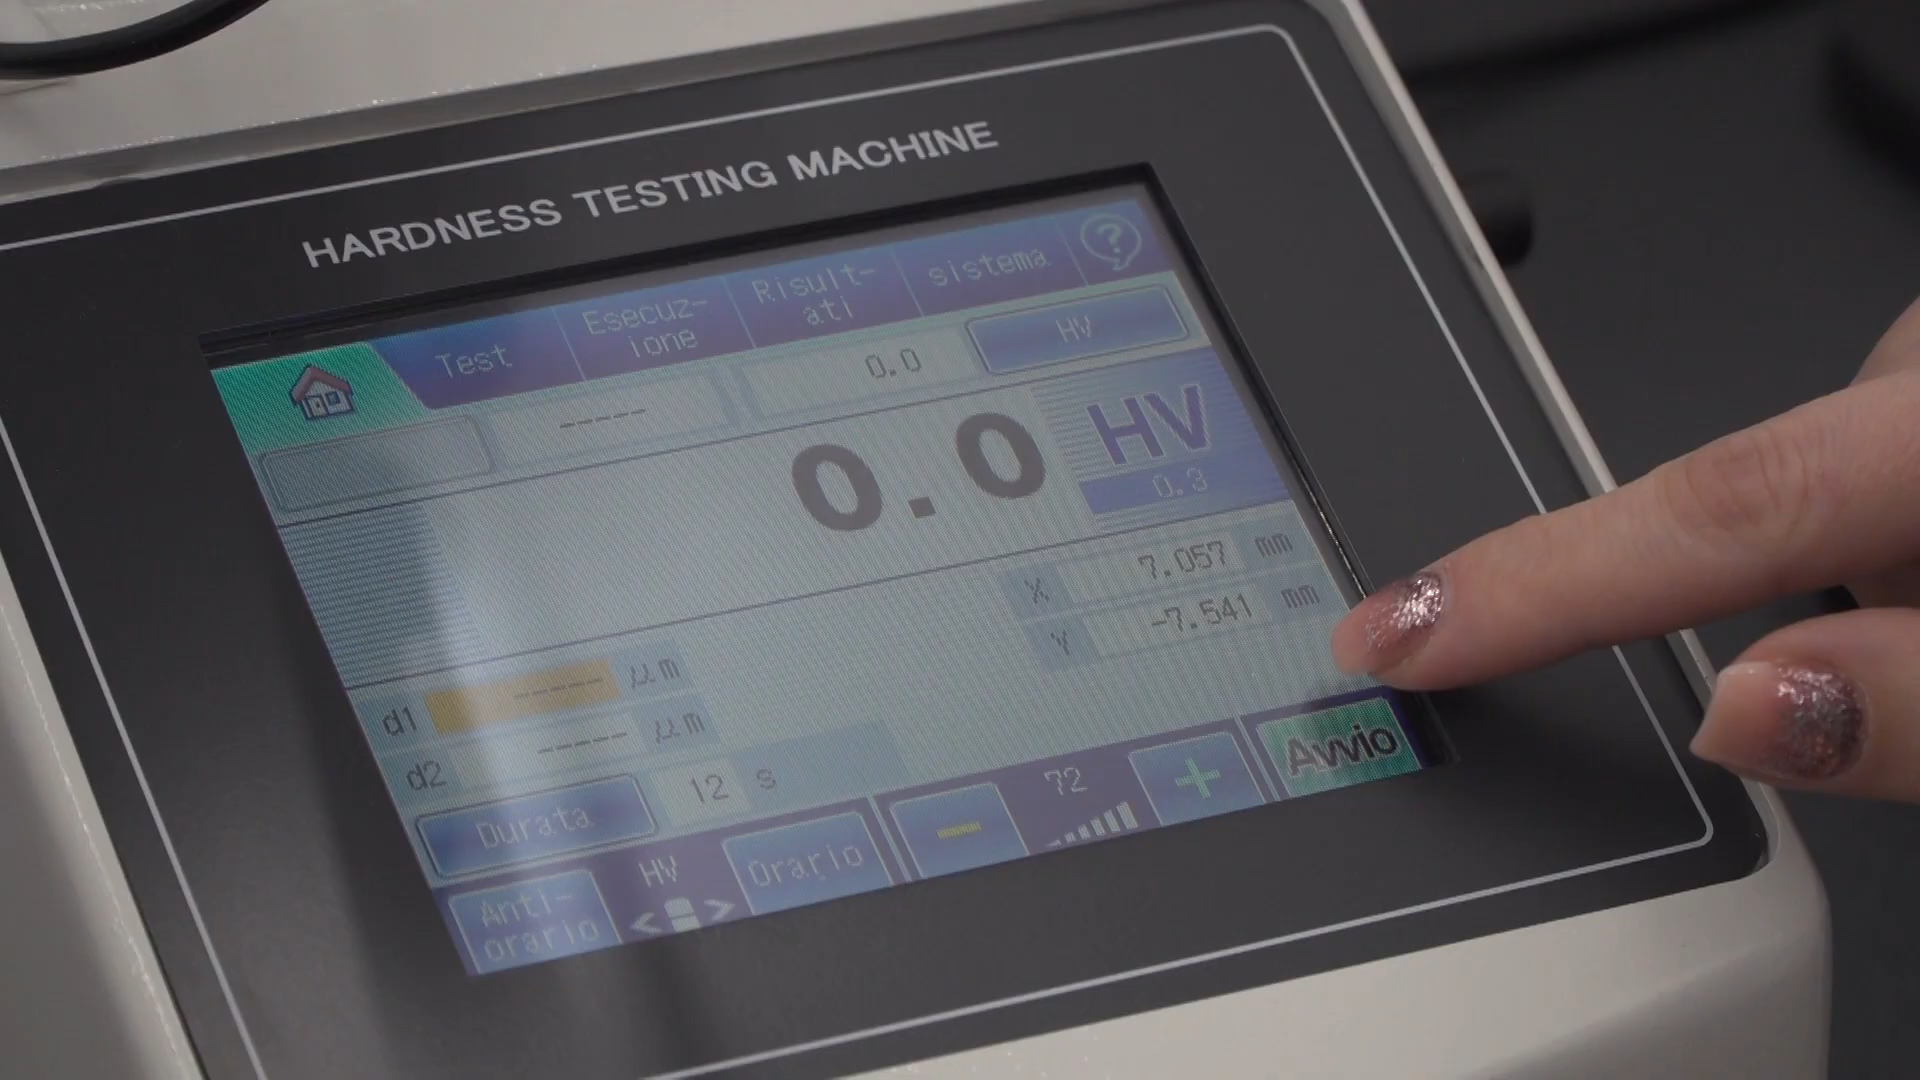 HARDNESS TESTING MACHINE
Test
Esecuz-
ione
Risult-
ati
sistema
?
-----
0.0
HV
0.0
HV
0.3
X 7.057 mm
Y -7.541 mm
d1 ----- μm
d2 ----- μm
Durata 12 s
Anti-
orario
HV
< >
Orario
−
72
+
Avvio